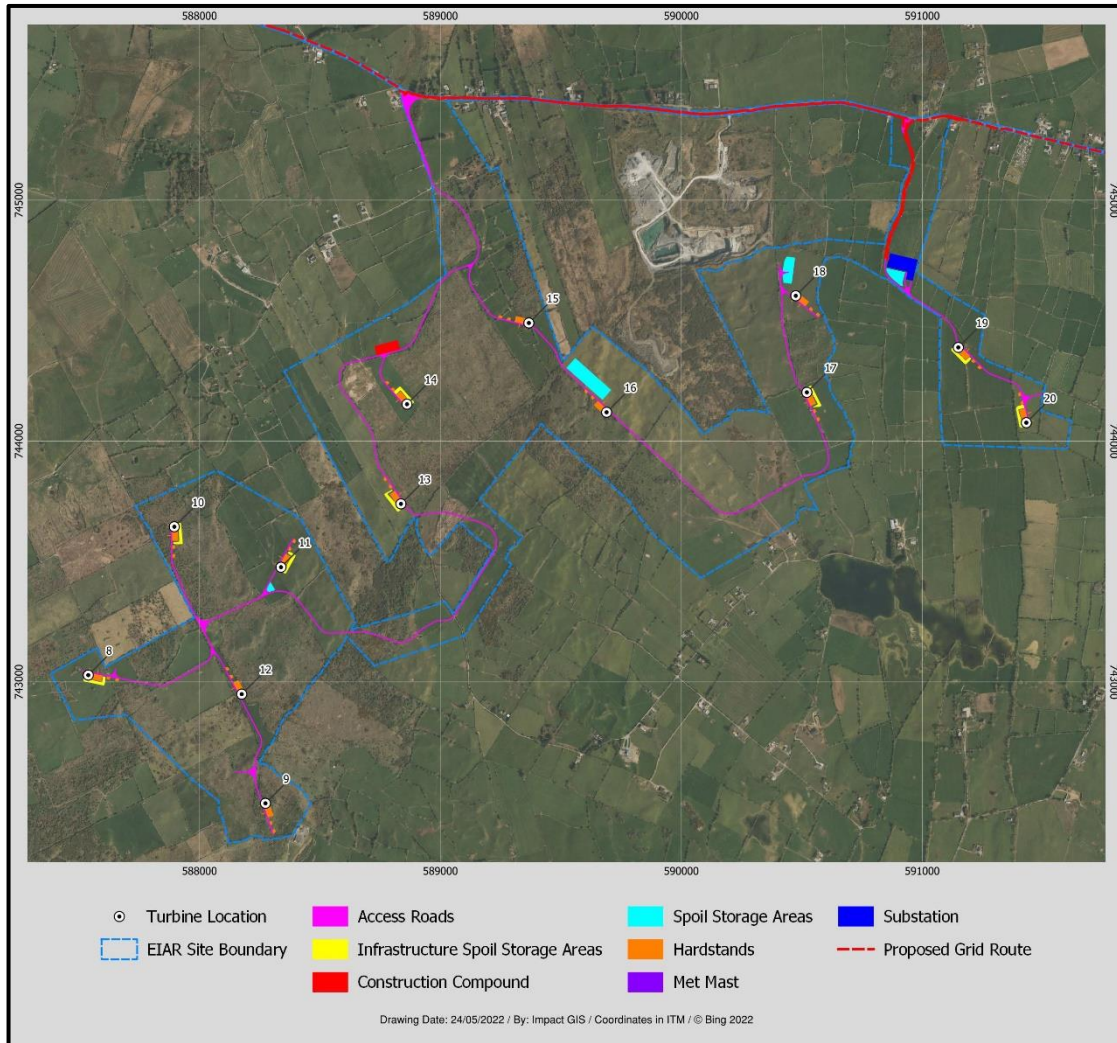 588000 589000 590000 591000
745000 745000
18
15
19
14
17
16
20
744000 744000
13
10
11
8
12
743000 743000
9
588000 589000 590000 591000
Turbine Location Access Roads Spoil Storage Areas Substation
EIAR Site Boundary Infrastructure Spoil Storage Areas Hardstands Proposed Grid Route
Construction Compound Met Mast
Drawing Date: 24/05/2022 / By: Impact GIS / Coordinates in ITM / © Bing 2022